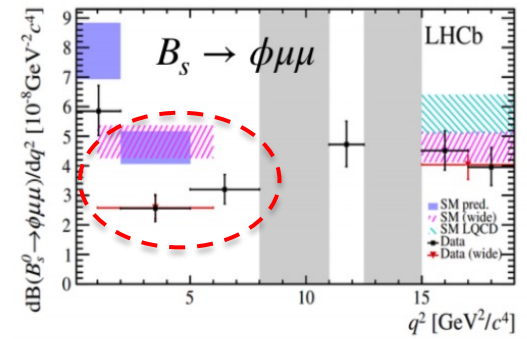 dB(B⁰ₛ→ϕμμ)/dq² [10⁻⁸GeV⁻²c⁴]
9
8
7
6
5
4
3
2
1
0
Bₛ → ϕμμ
LHCb
SM pred.
SM (wide)
SM LQCD
Data
Data (wide)
5 10 15
q² [GeV²/c⁴]